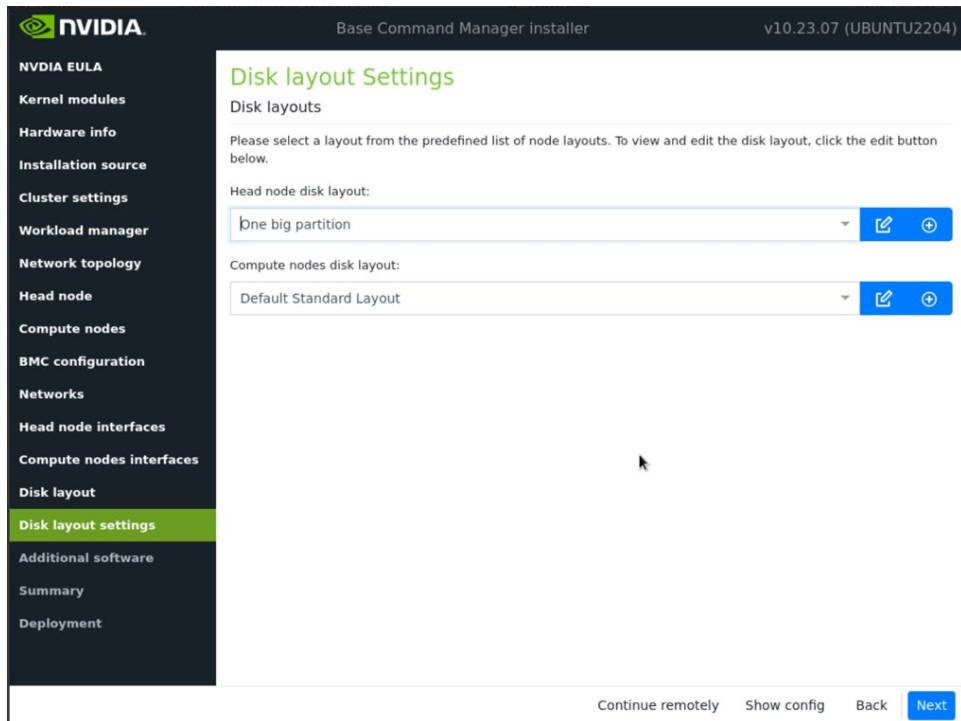 NVIDIA.
Base Command Manager installer
v10.23.07 (UBUNTU2204)
NVIDIA EULA
Kernel modules
Hardware info
Installation source
Cluster settings
Workload manager
Network topology
Head node
Compute nodes
BMC configuration
Networks
Head node interfaces
Compute nodes interfaces
Disk layout
Disk layout settings
Additional software
Summary
Deployment
Disk layout Settings
Disk layouts
Please select a layout from the predefined list of node layouts. To view and edit the disk layout, click the edit button
below.
Head node disk layout:
One big partition
Compute nodes disk layout:
Default Standard Layout
Continue remotely
Show config
Back
Next